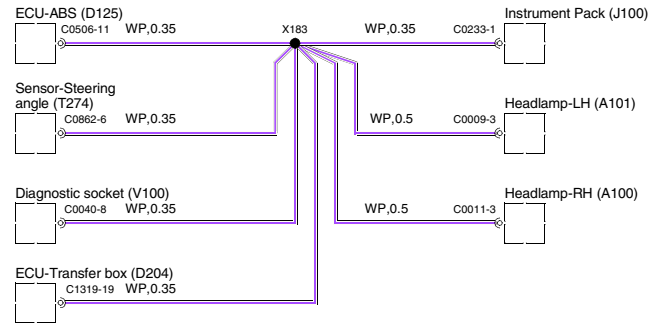 ECU-ABS (D125)
C0506-11 WP,0.35
X183
WP,0.35 C0233-1
Instrument Pack (J100)
Sensor-Steering
angle (T274)
C0862-6 WP,0.35
WP,0.5 C0009-3
Headlamp-LH (A101)
Diagnostic socket (V100)
C0040-8 WP,0.35
WP,0.5 C0011-3
Headlamp-RH (A100)
ECU-Transfer box (D204)
C1319-19 WP,0.35